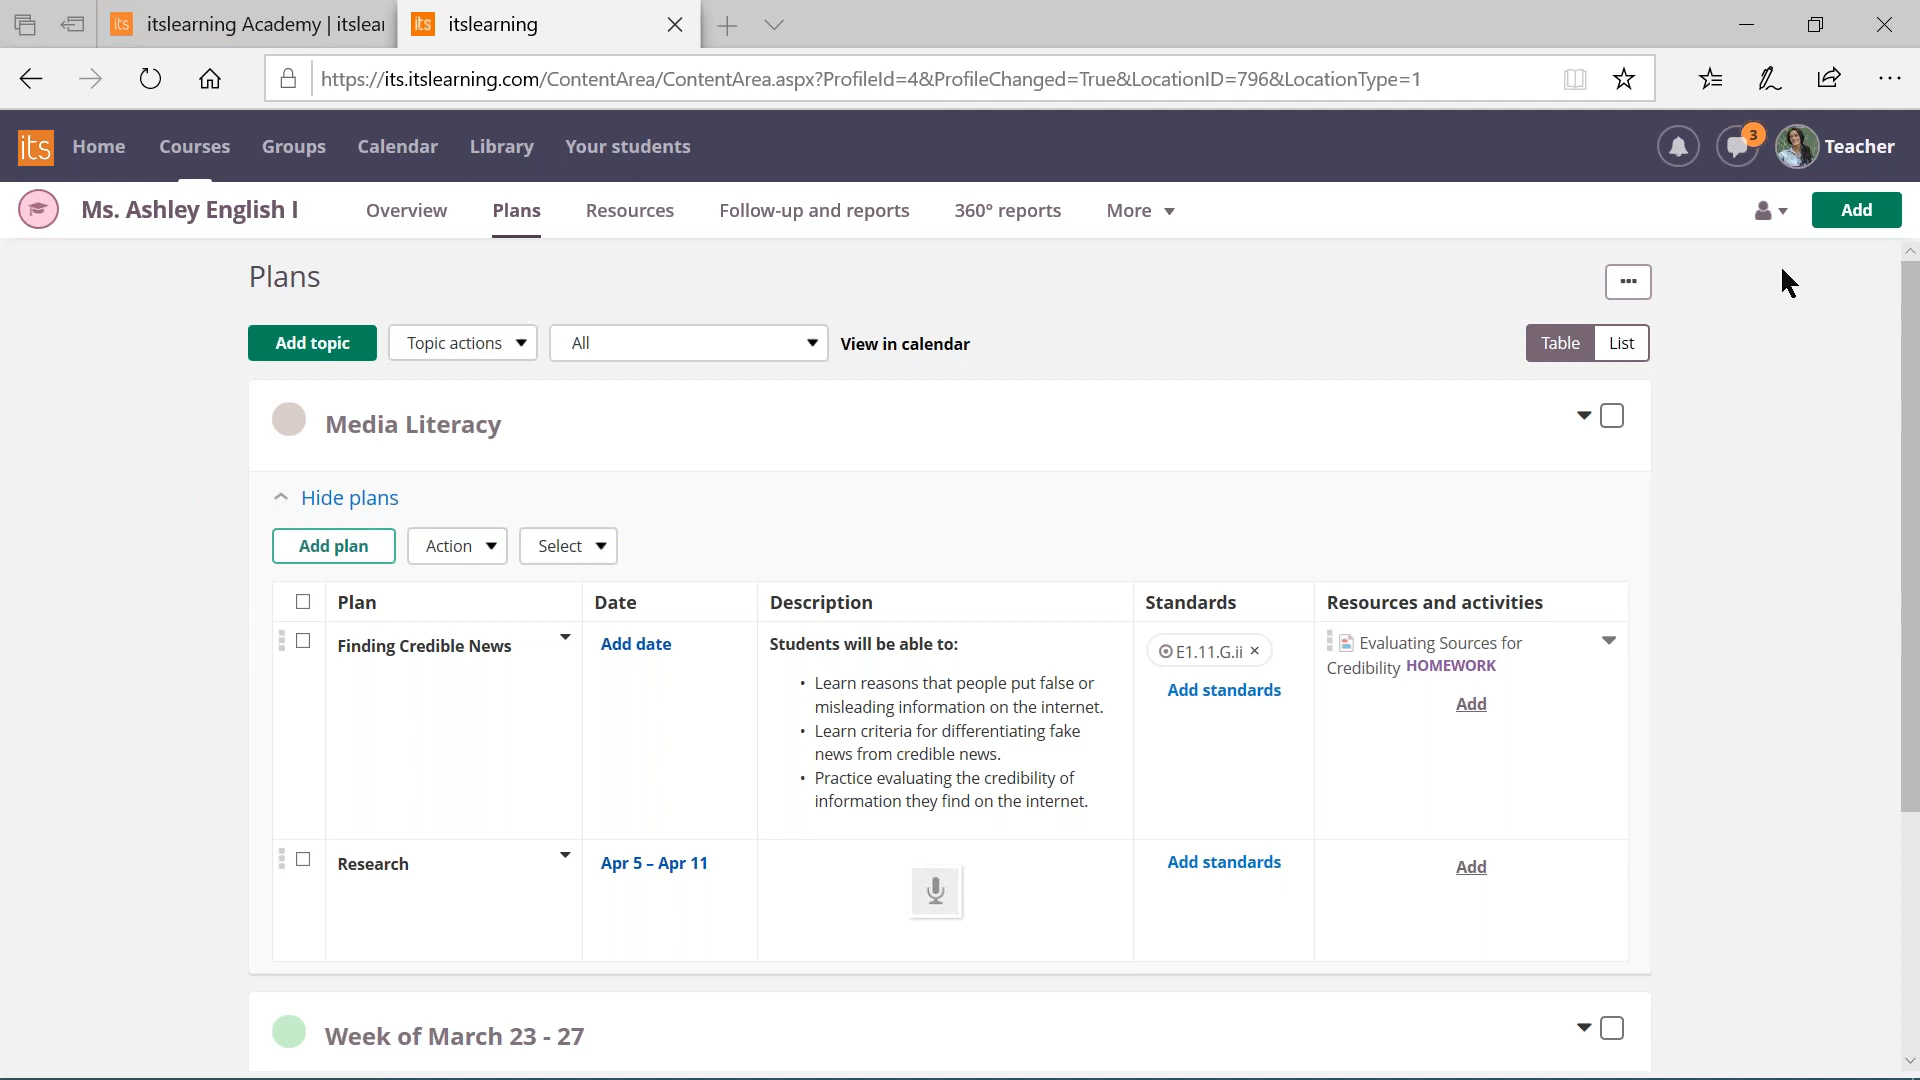 its itslearning Academy | itslear
its itslearning
https://its.itslearning.com/ContentArea/ContentArea.aspx?ProfileId=4&ProfileChanged=True&LocationID=796&LocationType=1
its Home Courses Groups Calendar Library Your students 3 Teacher
Ms. Ashley English I Overview Plans Resources Follow-up and reports 360° reports More Add
Plans
Add topic Topic actions All View in calendar Table List
Media Literacy
Hide plans
Add plan Action Select
Plan Date Description Standards Resources and activities
Finding Credible News
Add date
Students will be able to:
• Learn reasons that people put false or
misleading information on the internet.
• Learn criteria for differentiating fake
news from credible news.
• Practice evaluating the credibility of
information they find on the internet.
E1.11.G.ii ×
Add standards
Evaluating Sources for
Credibility HOMEWORK
Add
Research
Apr 5 – Apr 11
Add standards
Add
Week of March 23 - 27